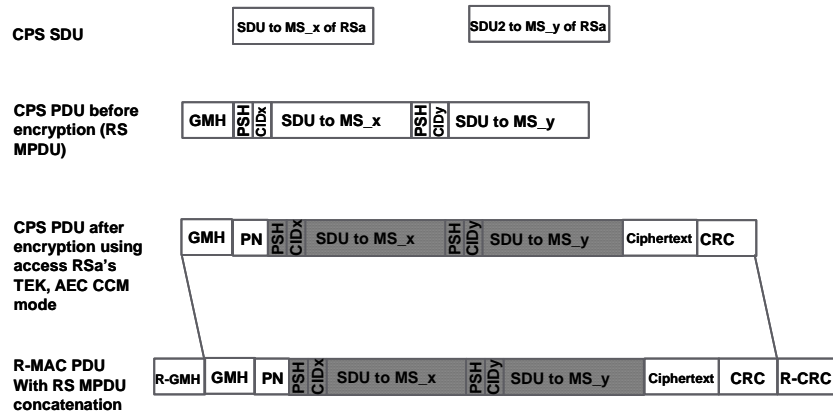 CPS SDU
SDU to MS_x of RSa
SDU2 to MS_y of RSa
CPS PDU before
encryption (RS
MPDU)
GMH PSH CIDx SDU to MS_x PSH CIDy SDU to MS_y
CPS PDU after
encryption using
access RSa's
TEK, AEC CCM
mode
GMH PN PSH CIDx SDU to MS_x PSH CIDy SDU to MS_y Ciphertext CRC
R-MAC PDU
With RS MPDU
concatenation
R-GMH GMH PN PSH CIDx SDU to MS_x PSH CIDy SDU to MS_y Ciphertext CRC R-CRC